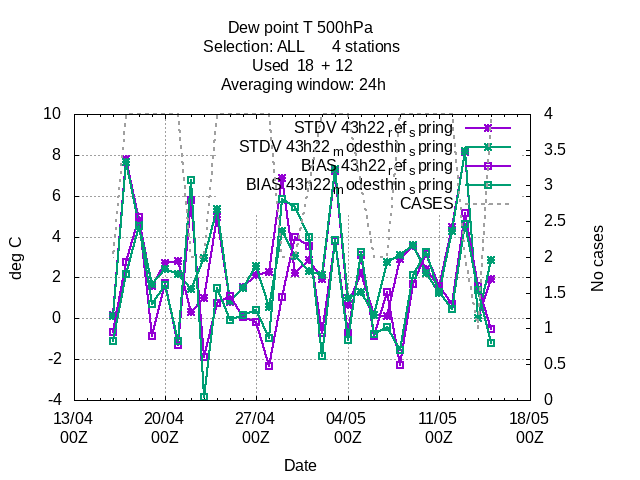 Dew point T 500hPa
Selection: ALL 4 stations
Used 18 + 12
Averaging window: 24h
10
8
6
4
2
0
-2
-4
deg C
STDV 43h22_ref_spring
STDV 43h22_modesthin_spring
BIAS 43h22_ref_spring
BIAS 43h22_modesthin_spring
CASES
4
3.5
3
2.5
2
1.5
1
0.5
0
No cases
13/04 20/04 27/04 04/05 11/05 18/05
00Z 00Z 00Z 00Z 00Z 00Z
Date